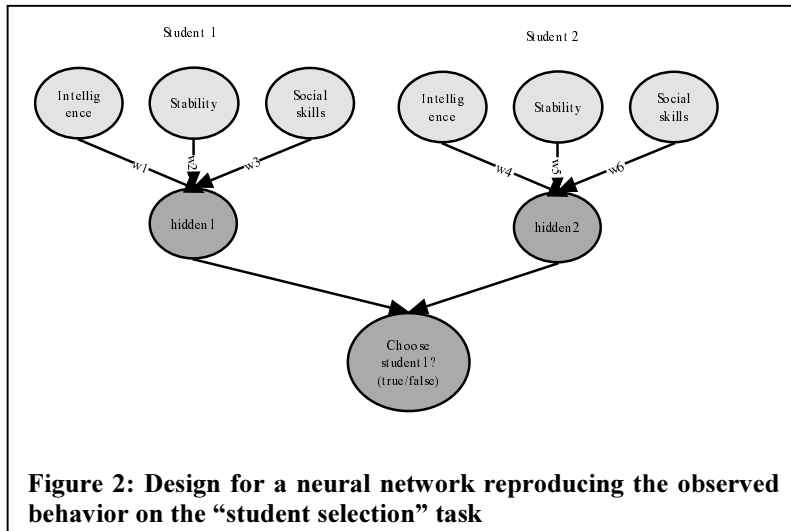 Student 1
Student 2
Intellig
ence
Stability
Social
skills
Intellig
ence
Stability
Social
skills
w1
w2
w3
w4
w5
w6
hidden1
hidden2
Choose
student1?
(true/false)
Figure 2: Design for a neural network reproducing the observed
behavior on the “student selection” task